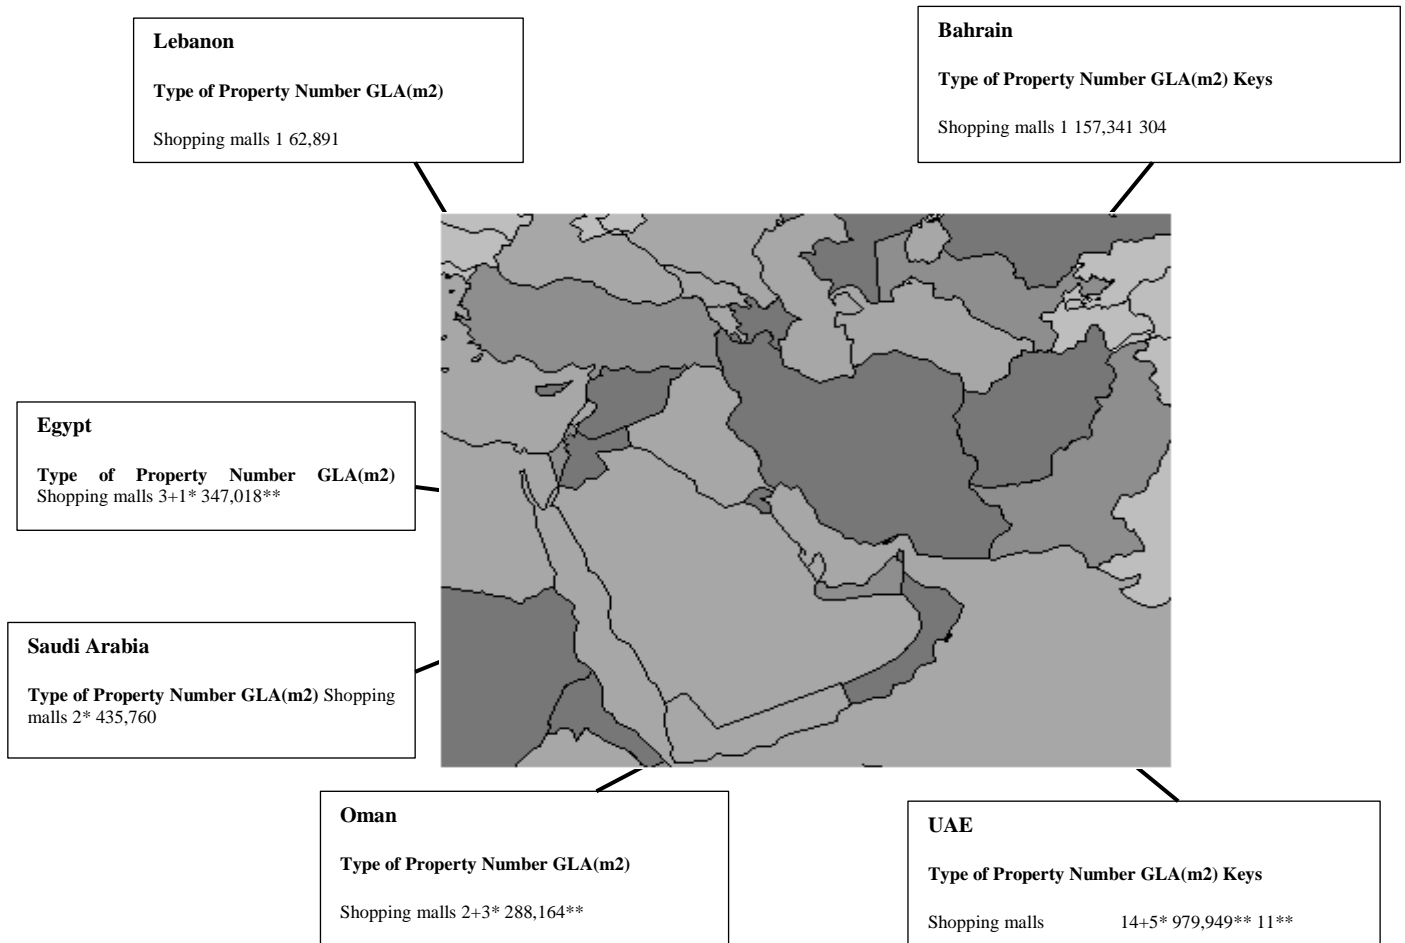 Lebanon
Type of Property Number GLA(m2)
Shopping malls 1 62,891
Bahrain
Type of Property Number GLA(m2) Keys
Shopping malls 1 157,341 304
Egypt
Type of Property Number GLA(m2)
Shopping malls 3+1* 347,018**
Saudi Arabia
Type of Property Number GLA(m2) Shopping
malls 2* 435,760
Oman
Type of Property Number GLA(m2)
Shopping malls 2+3* 288,164**
UAE
Type of Property Number GLA(m2) Keys
Shopping malls 14+5* 979,949** 11**